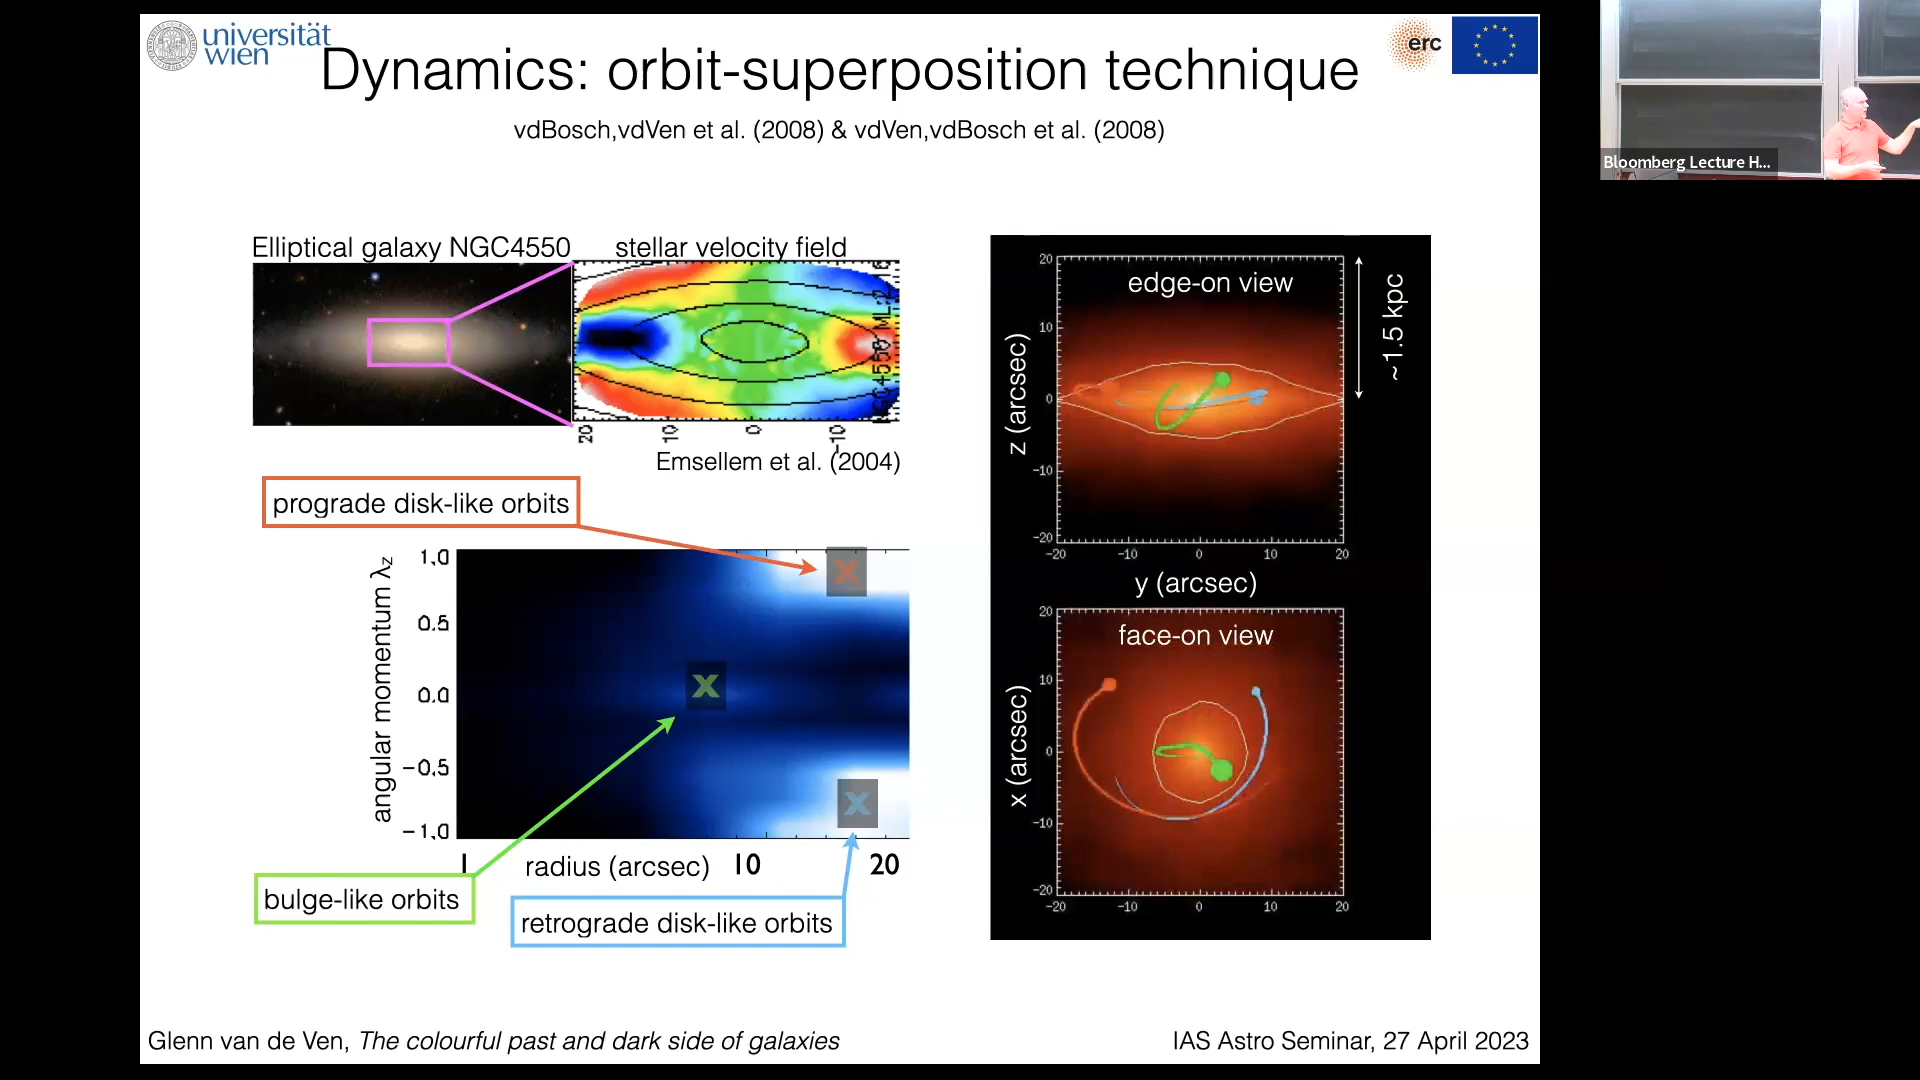 universität
wien
erc
Dynamics: orbit-superposition technique
vdBosch,vdVen et al. (2008) & vdVen,vdBosch et al. (2008)
Bloomberg Lecture H...
Elliptical galaxy NGC4550
stellar velocity field
20
10
0
-10
Emsellem et al. (2004)
prograde disk-like orbits
angular momentum λz
1.0
0.5
0.0
-0.5
-1.0
X
X
X
1
radius (arcsec)
10
20
bulge-like orbits
retrograde disk-like orbits
edge-on view
~1.5 kpc
z (arcsec)
20
10
0
-10
-20
-20
-10
0
10
20
y (arcsec)
face-on view
x (arcsec)
20
10
0
-10
-20
-20
-10
0
10
20
Glenn van de Ven, The colourful past and dark side of galaxies
IAS Astro Seminar, 27 April 2023